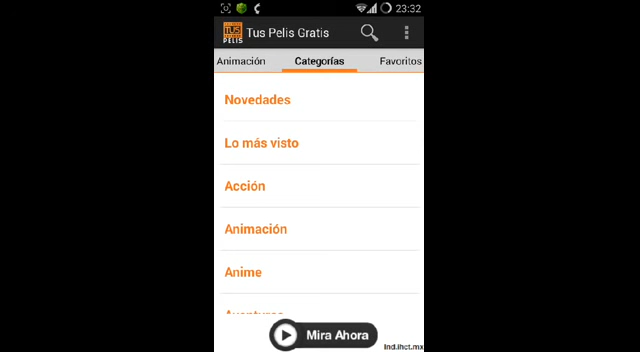 23:32
TUS
PELIS
Tus Pelis Gratis
Animación Categorías Favoritos
Novedades
Lo más visto
Acción
Animación
Anime
Aventuras
Mira Ahora
lnd.ihct.mx